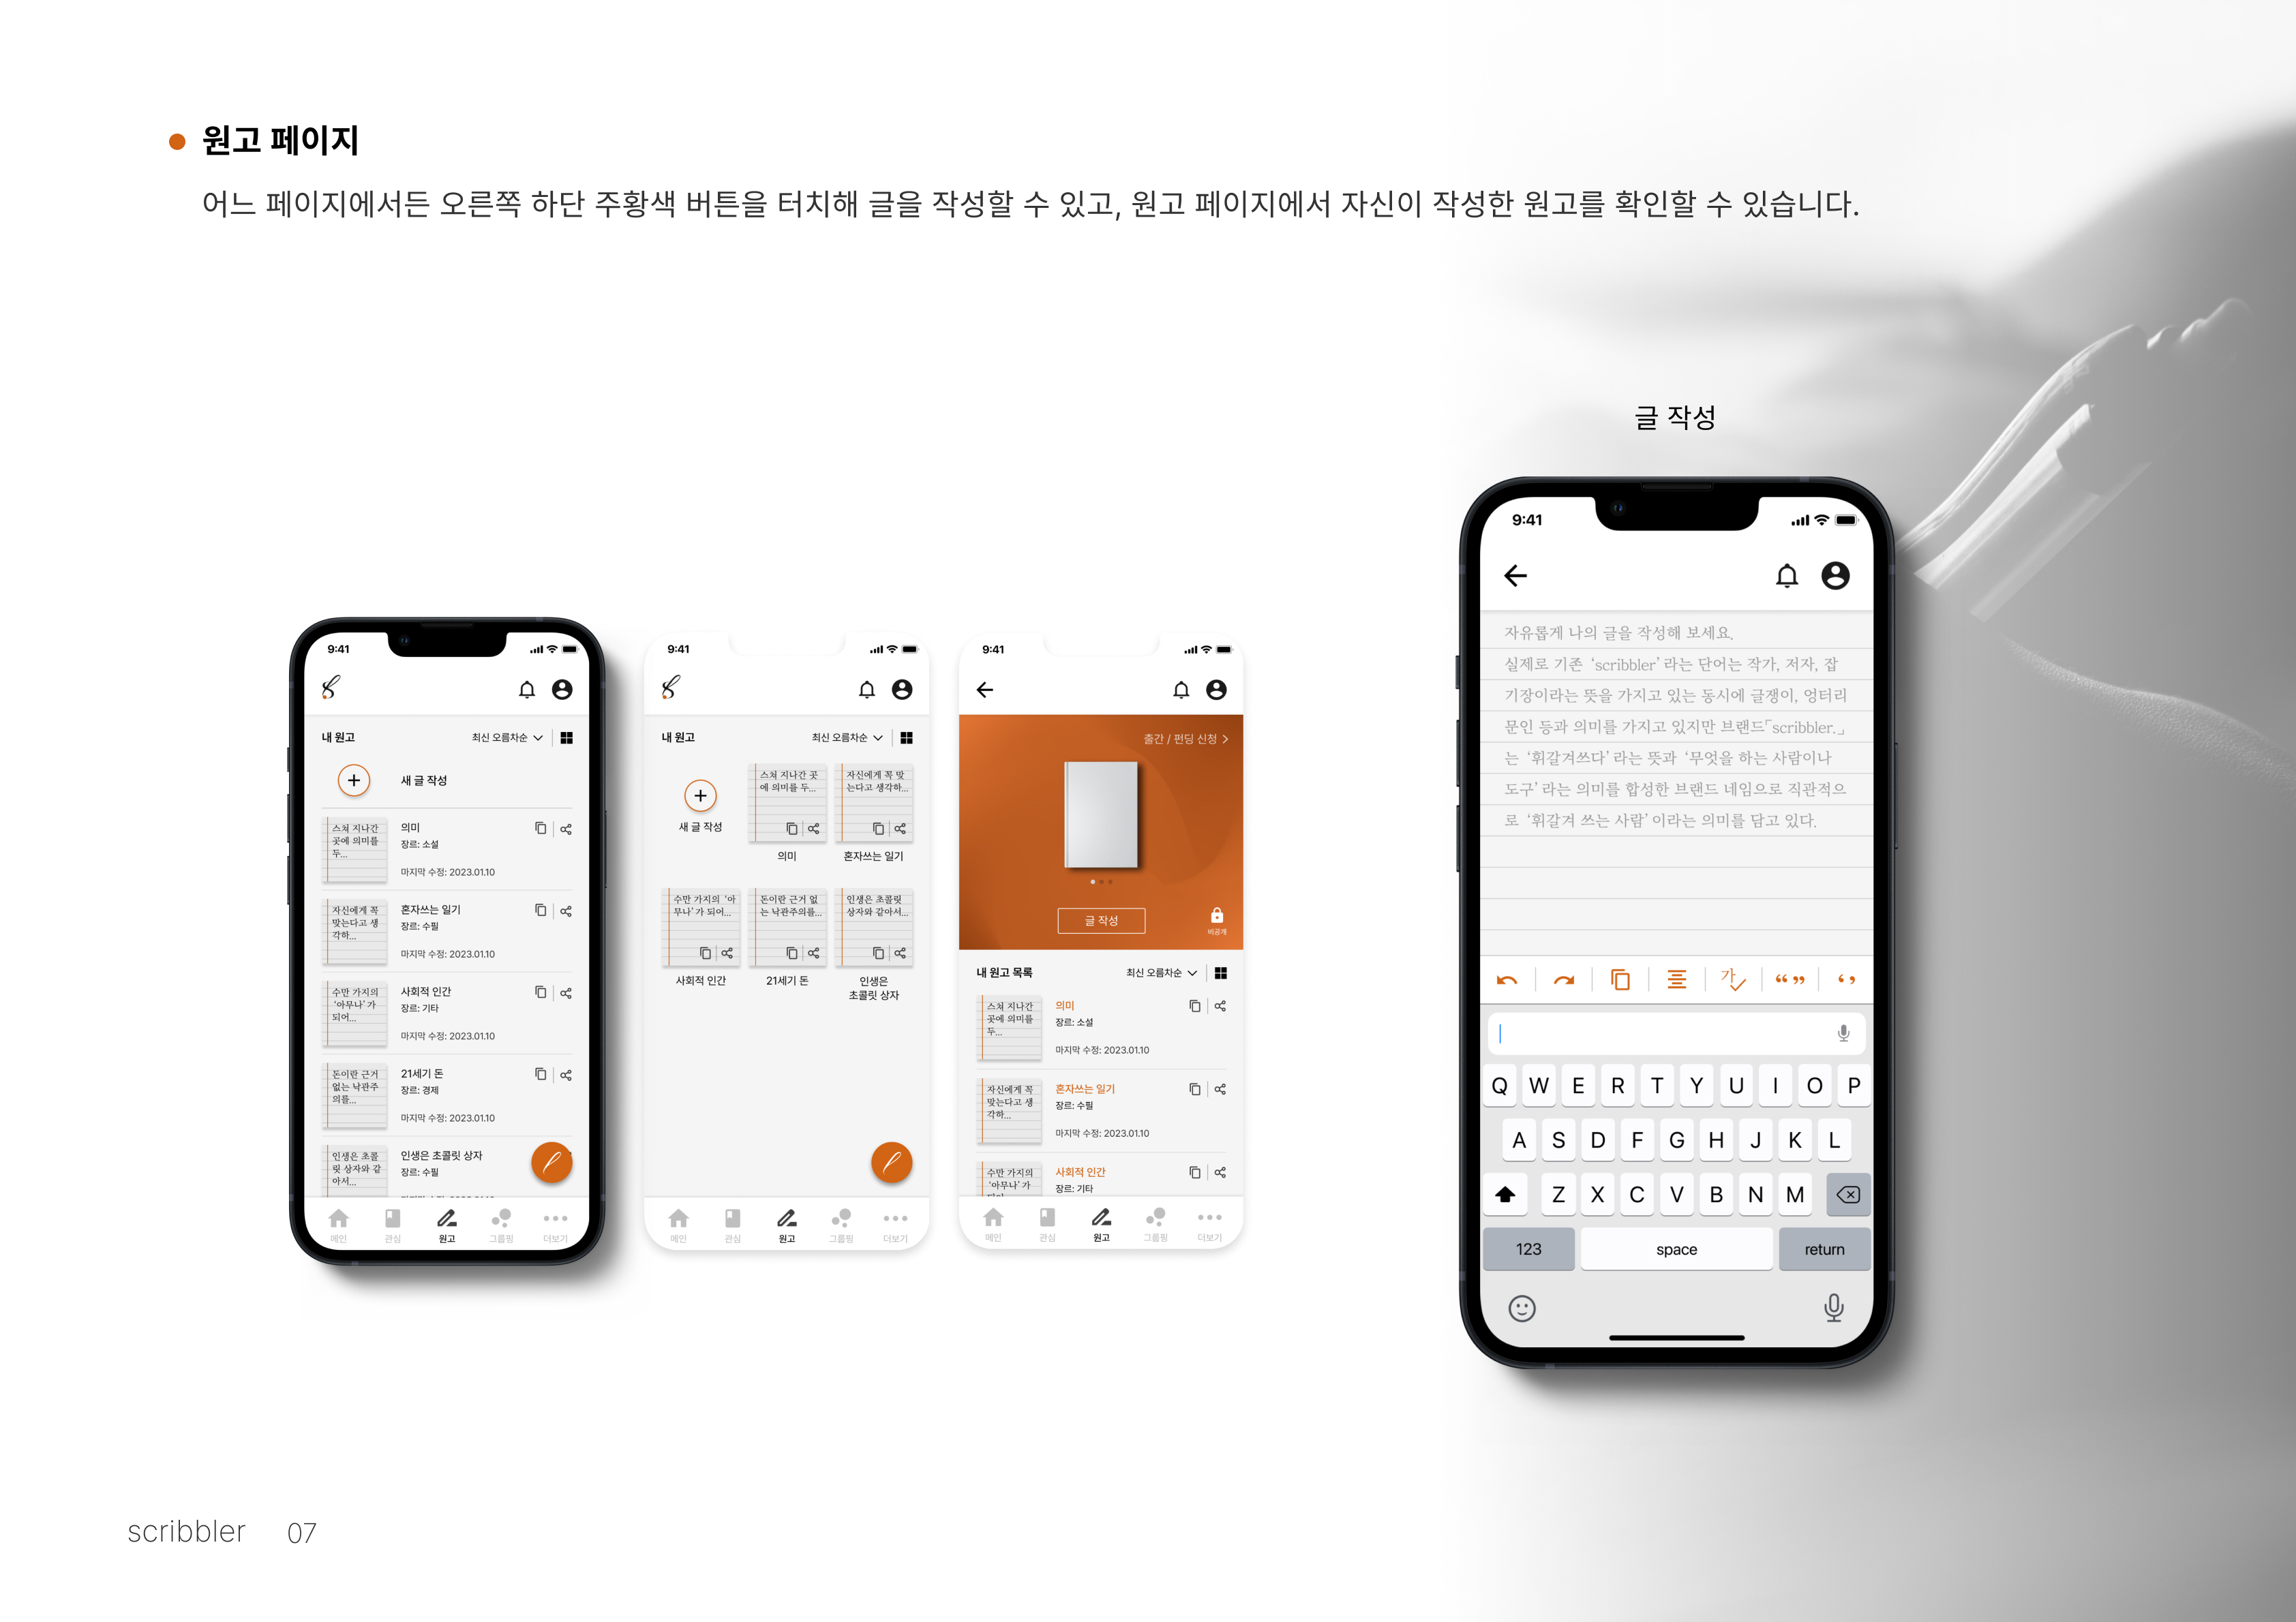 원고 페이지
어느 페이지에서든 오른쪽 하단 주황색 버튼을 터치해 글을 작성할 수 있고, 원고 페이지에서 자신이 작성한 원고를 확인할 수 있습니다.
9:41
내 원고
최신 오름차순
새 글 작성
스쳐 지나간
곳에 의미를
두...
의미
장르: 소설
마지막 수정: 2023.01.10
자신에게 꼭
맞는다고 생
각하...
혼자쓰는 일기
장르: 수필
마지막 수정: 2023.01.10
수만 가지의
‘아무나’ 가
되어...
사회적 인간
장르: 기타
마지막 수정: 2023.01.10
돈이란 근거
없는 낙관주
의를...
21세기 돈
장르: 경제
마지막 수정: 2023.01.10
인생은 초콜
릿 상자와 같
아서...
인생은 초콜릿 상자
장르: 수필
메인
관심
원고
그룹핑
더보기
9:41
내 원고
최신 오름차순
새 글 작성
스쳐 지나간 곳
에 의미를 두...
의미
자신에게 꼭 맞
는다고 생각하...
혼자쓰는 일기
수만 가지의 ‘아
무나’ 가 되어...
사회적 인간
돈이란 근거 없
는 낙관주의를...
21세기 돈
인생은 초콜릿
상자와 같아서...
인생은
초콜릿 상자
메인
관심
원고
그룹핑
더보기
9:41
출간 / 펀딩 신청
글 작성
비공개
내 원고 목록
최신 오름차순
스쳐 지나간
곳에 의미를
두...
의미
장르: 소설
마지막 수정: 2023.01.10
자신에게 꼭
맞는다고 생
각하...
혼자쓰는 일기
장르: 수필
마지막 수정: 2023.01.10
수만 가지의
‘아무나’ 가
사회적 인간
장르: 기타
메인
관심
원고
그룹핑
더보기
글 작성
9:41
자유롭게 나의 글을 작성해 보세요.
실제로 기존 ‘scribbler’ 라는 단어는 작가, 저자, 잡
기장이라는 뜻을 가지고 있는 동시에 글쟁이, 엉터리
문인 등과 의미를 가지고 있지만 브랜드「scribbler.」
는 ‘휘갈겨쓰다’ 라는 뜻과 ‘무엇을 하는 사람이나
도구’ 라는 의미를 합성한 브랜드 네임으로 직관적으
로 ‘휘갈겨 쓰는 사람’ 이라는 의미를 담고 있다.
가
“ ”
‘ ’
Q W E R T Y U I O P
A S D F G H J K L
Z X C V B N M
123 space return
scribbler 07